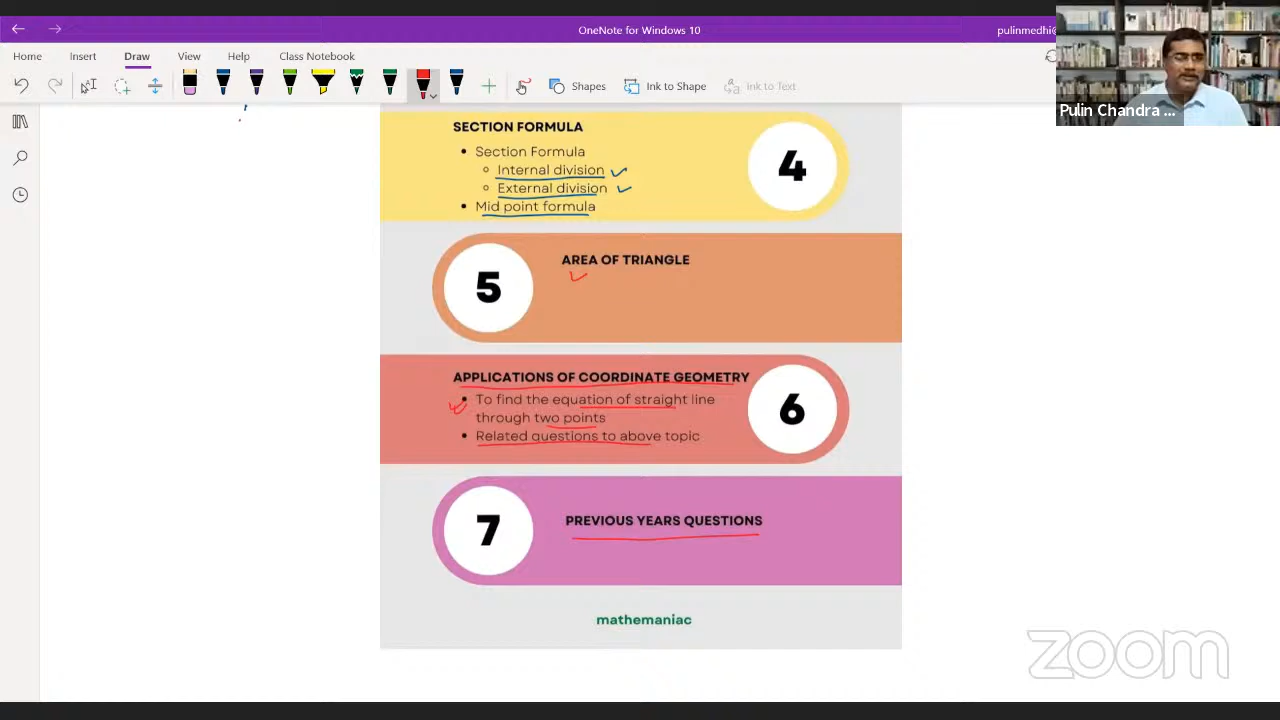 OneNote for Windows 10
pulinmedhi@
Home Insert Draw View Help Class Notebook
Shapes Ink to Shape Ink to Text
Pulin Chandra ...
SECTION FORMULA
• Section Formula
◦ Internal division
◦ External division
• Mid point formula
4
5
AREA OF TRIANGLE
APPLICATIONS OF COORDINATE GEOMETRY
• To find the equation of straight line
through two points
• Related questions to above topic
6
7
PREVIOUS YEARS QUESTIONS
mathemaniac
zoom